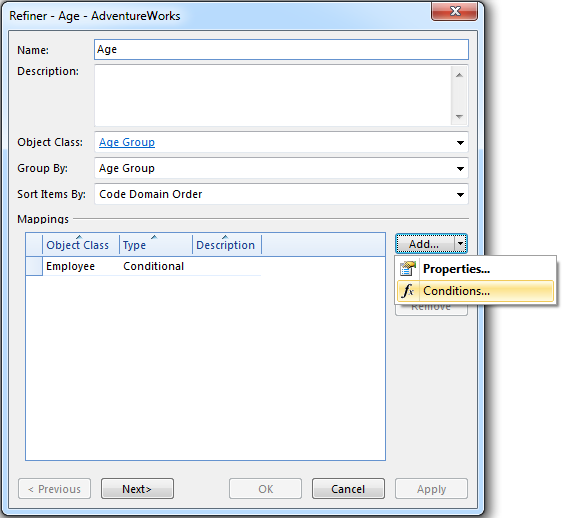 Refiner - Age - AdventureWorks
Name: Age
Description:
Object Class: Age Group
Group By: Age Group
Sort Items By: Code Domain Order
Mappings
Object Class Type Description Add...
Employee Conditional Properties...
fx Conditions...
Remove
< Previous Next> OK Cancel Apply